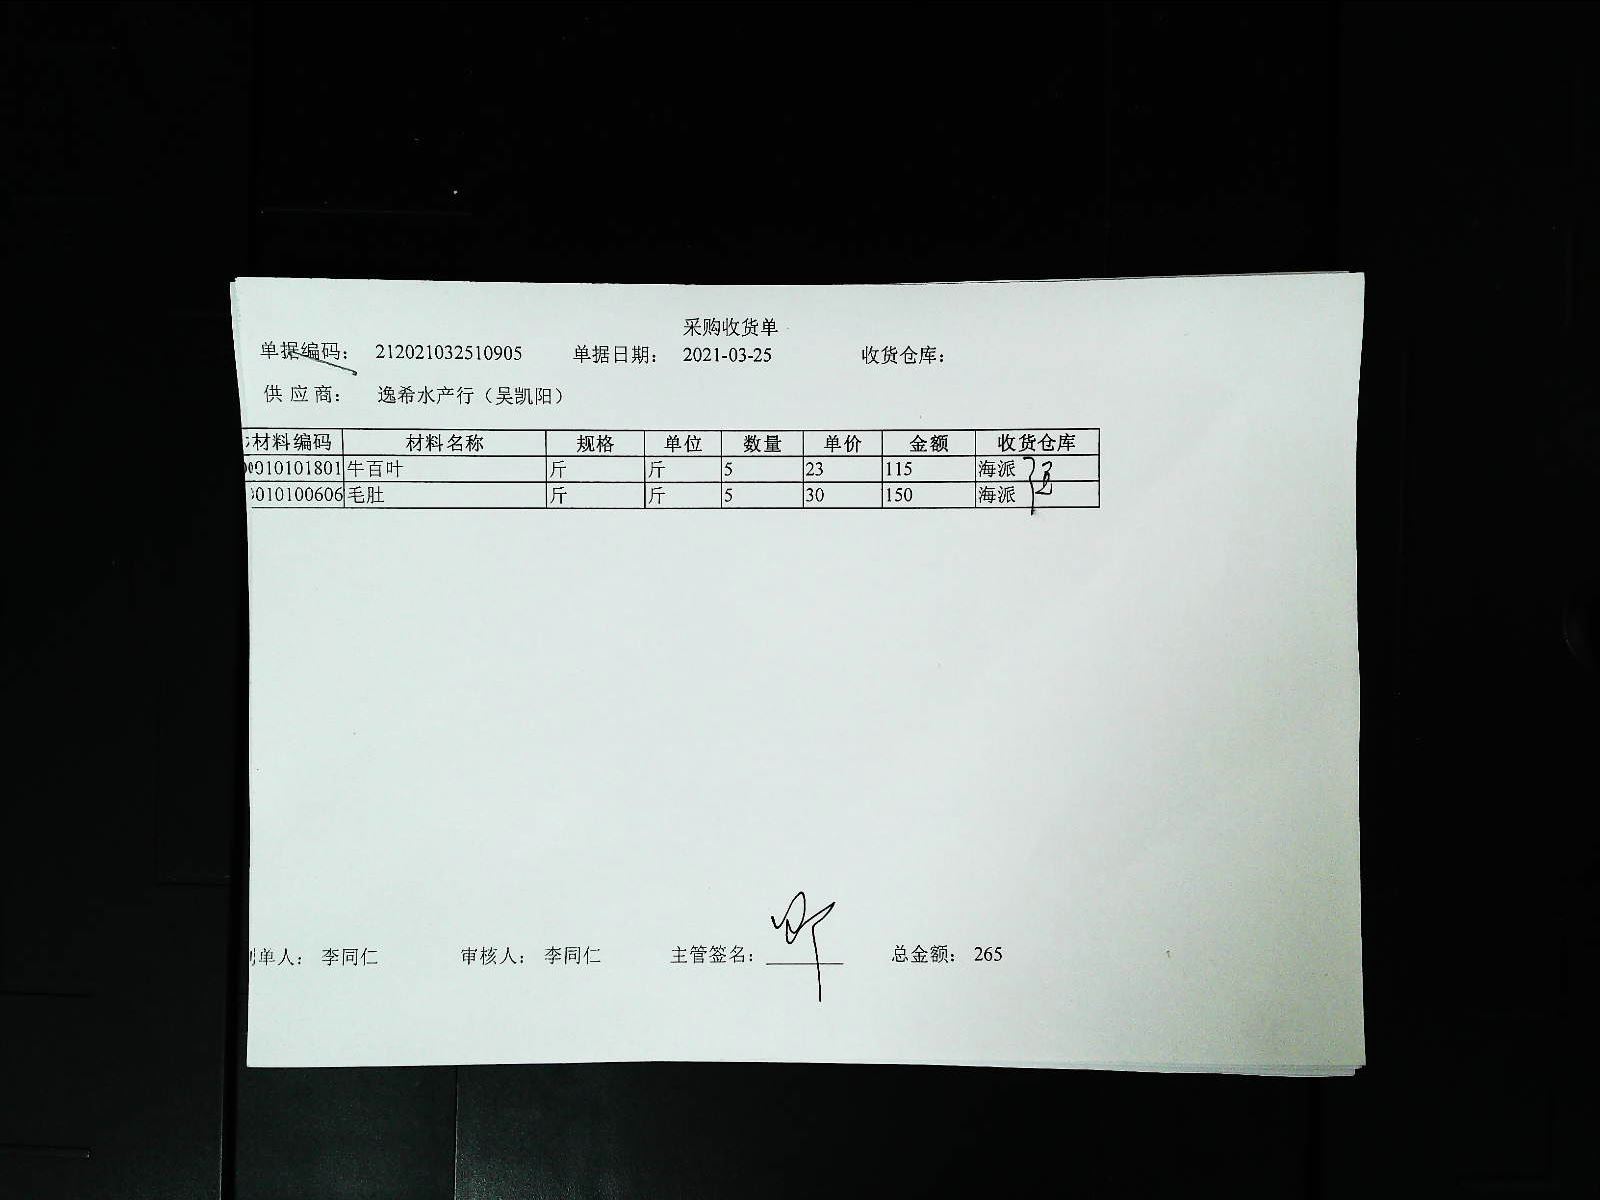 采购收货单
单据编码： 212021032510905 单据日期： 2021-03-25 收货仓库：
供 应 商： 逸希水产行（吴凯阳）
材料编码 材料名称 规格 单位 数量 单价 金额 收货仓库
010101801 牛百叶 斤 斤 5 23 115 海派
010100606 毛肚 斤 斤 5 30 150 海派
单人： 李同仁 审核人： 李同仁 主管签名： 总金额： 265